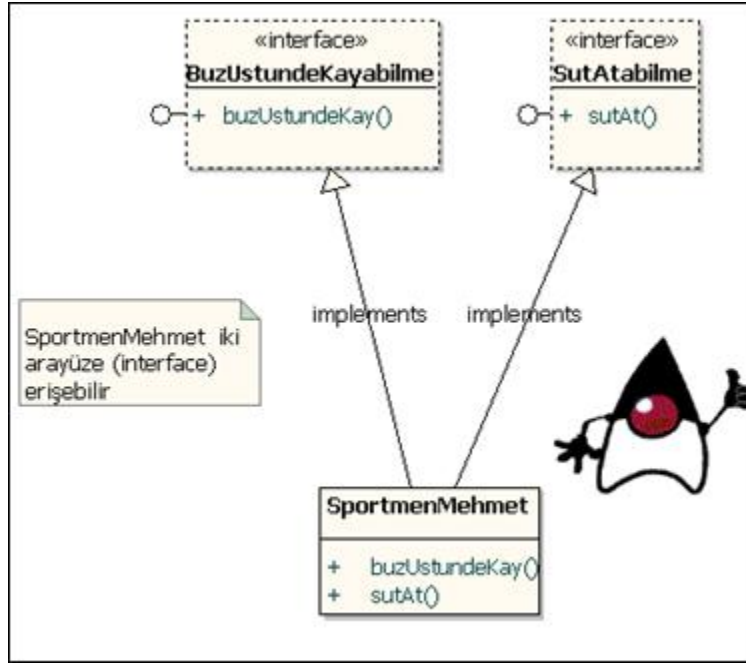 «interface»
BuzUstundeKayabilme
+ buzUstundeKay()
«interface»
SutAtabilme
+ sutAt()
implements
implements
SportmenMehmet iki
arayüze (interface)
erişebilir
SportmenMehmet
+ buzUstundeKay()
+ sutAt()